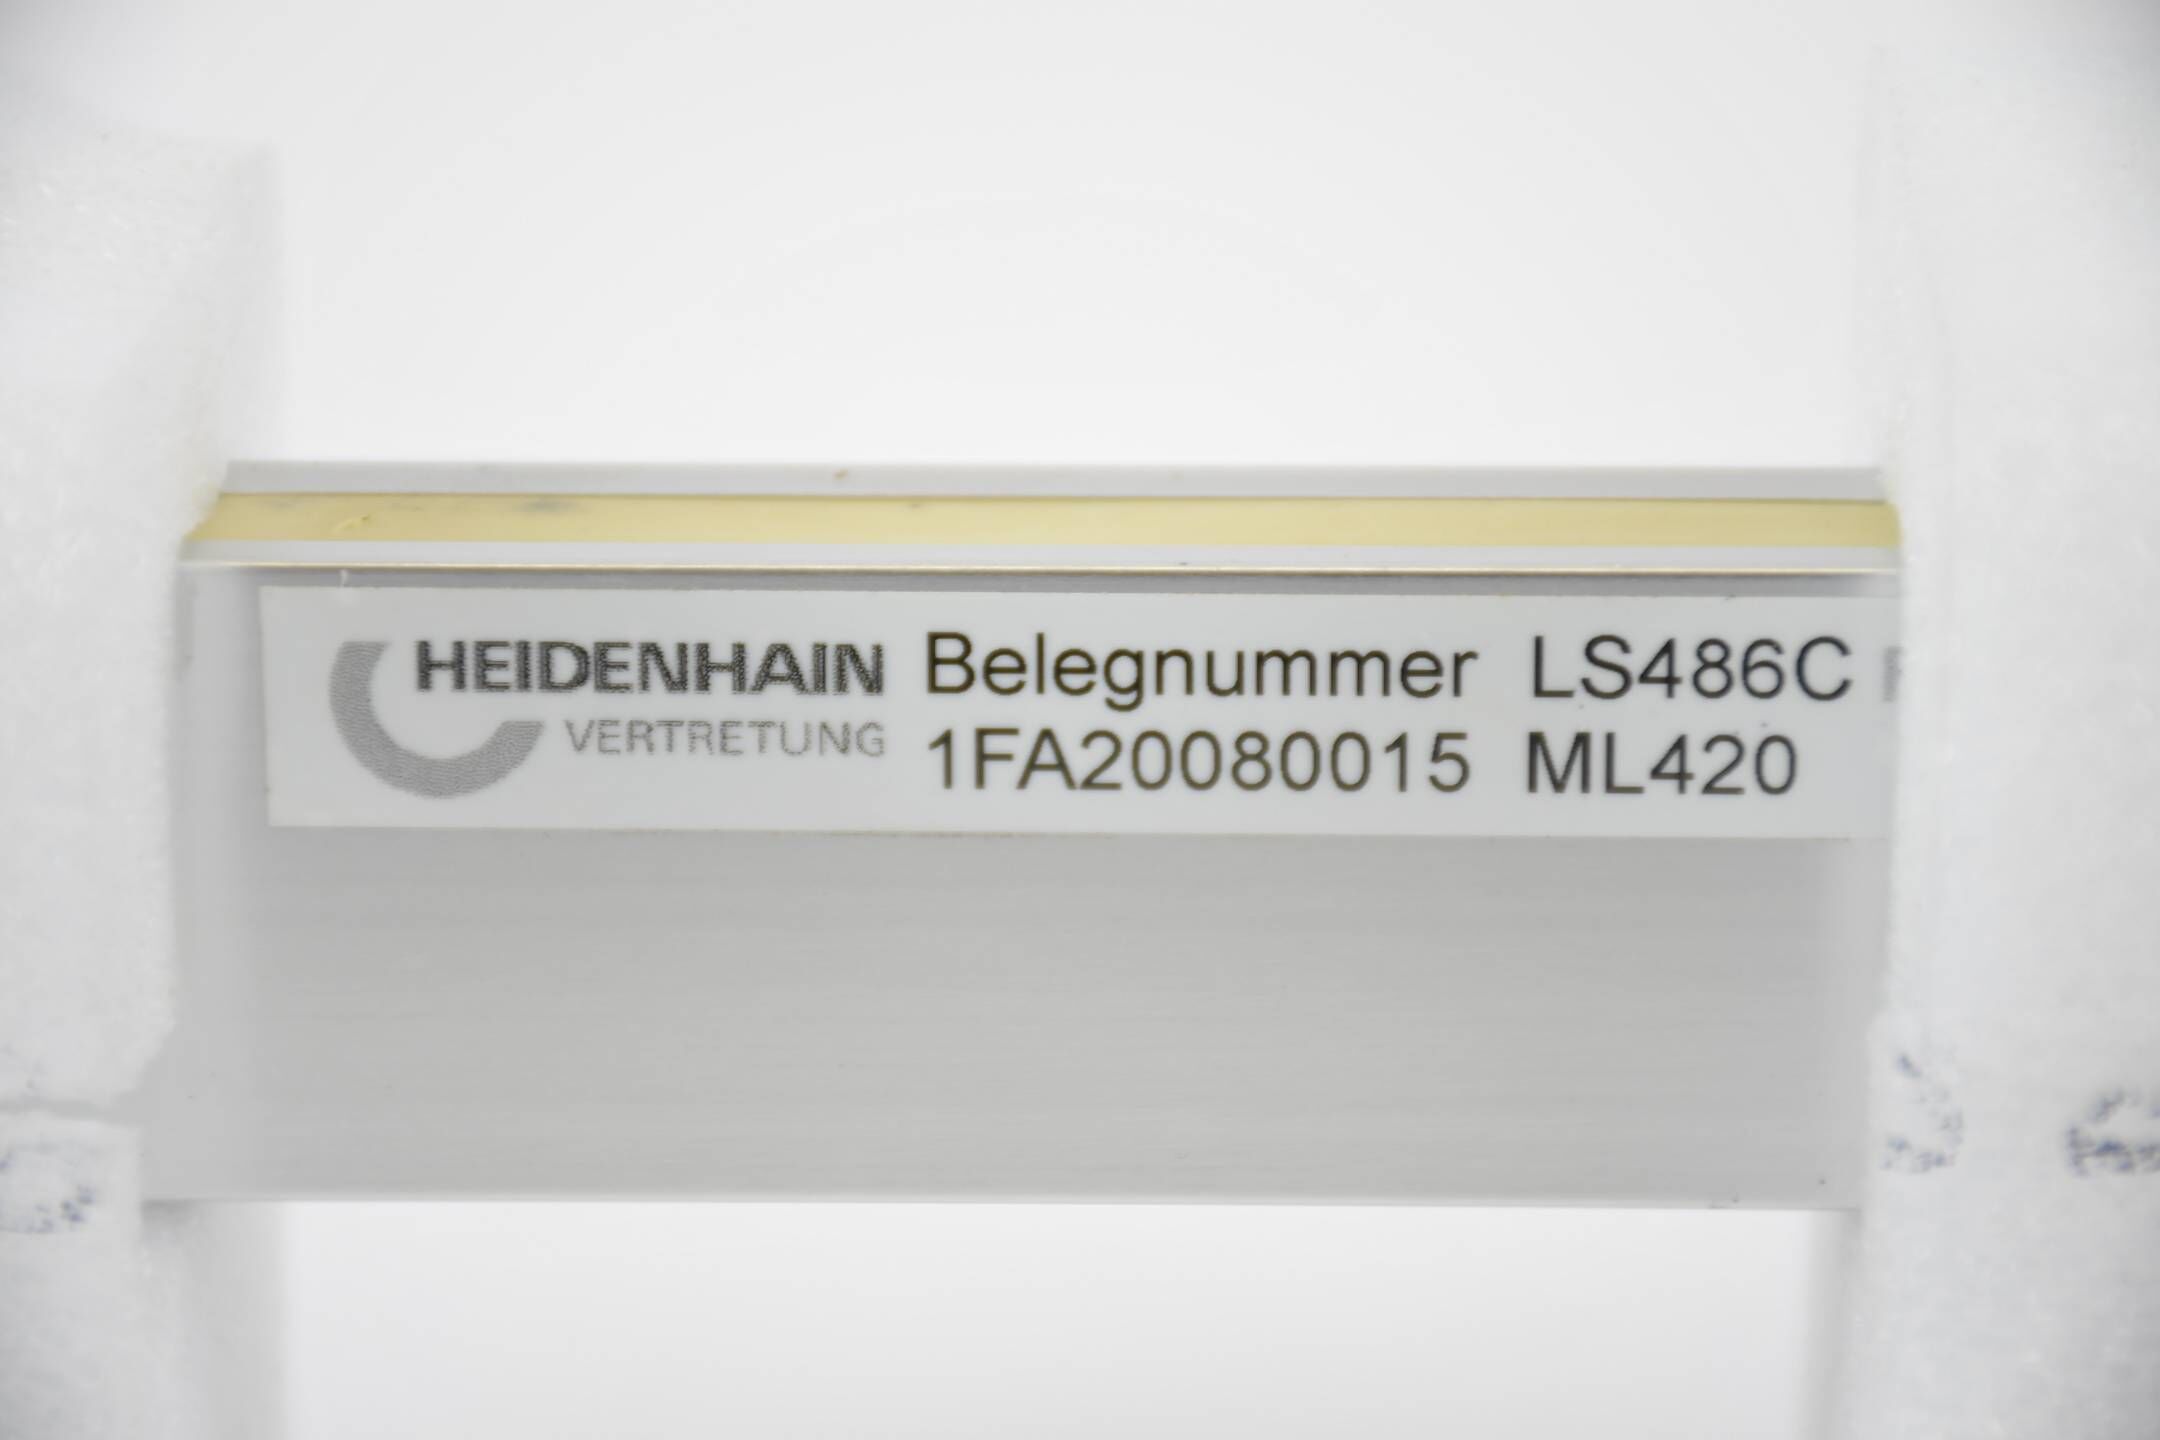 HEIDENHAIN
VERTRETUNG
Belegnummer LS486C
1FA20080015 ML420